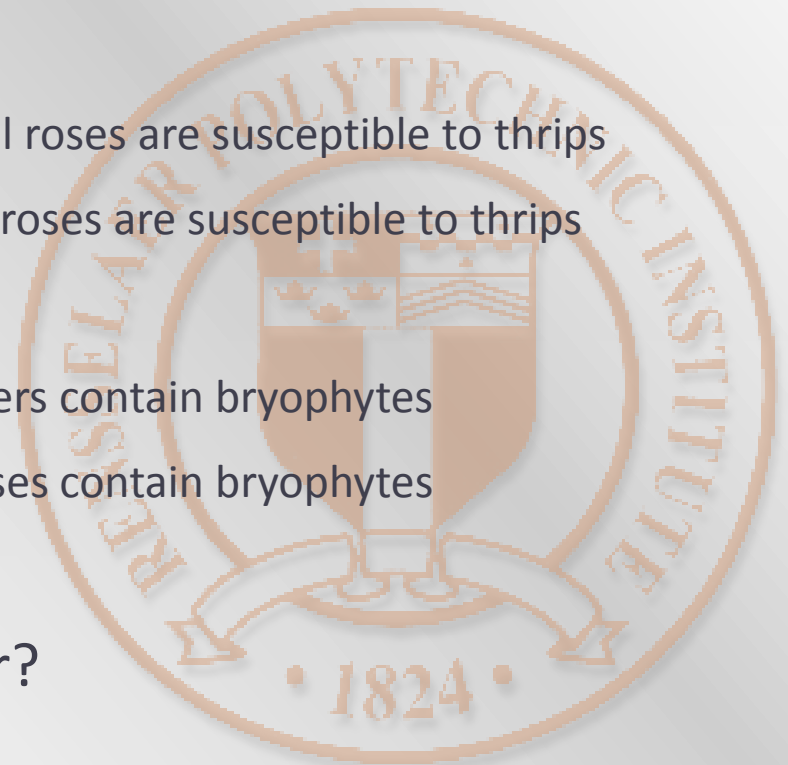 l roses are susceptible to thrips
roses are susceptible to thrips
ers contain bryophytes
ses contain bryophytes
r?
RENSSELAER POLYTECHNIC INSTITUTE
• 1824 •